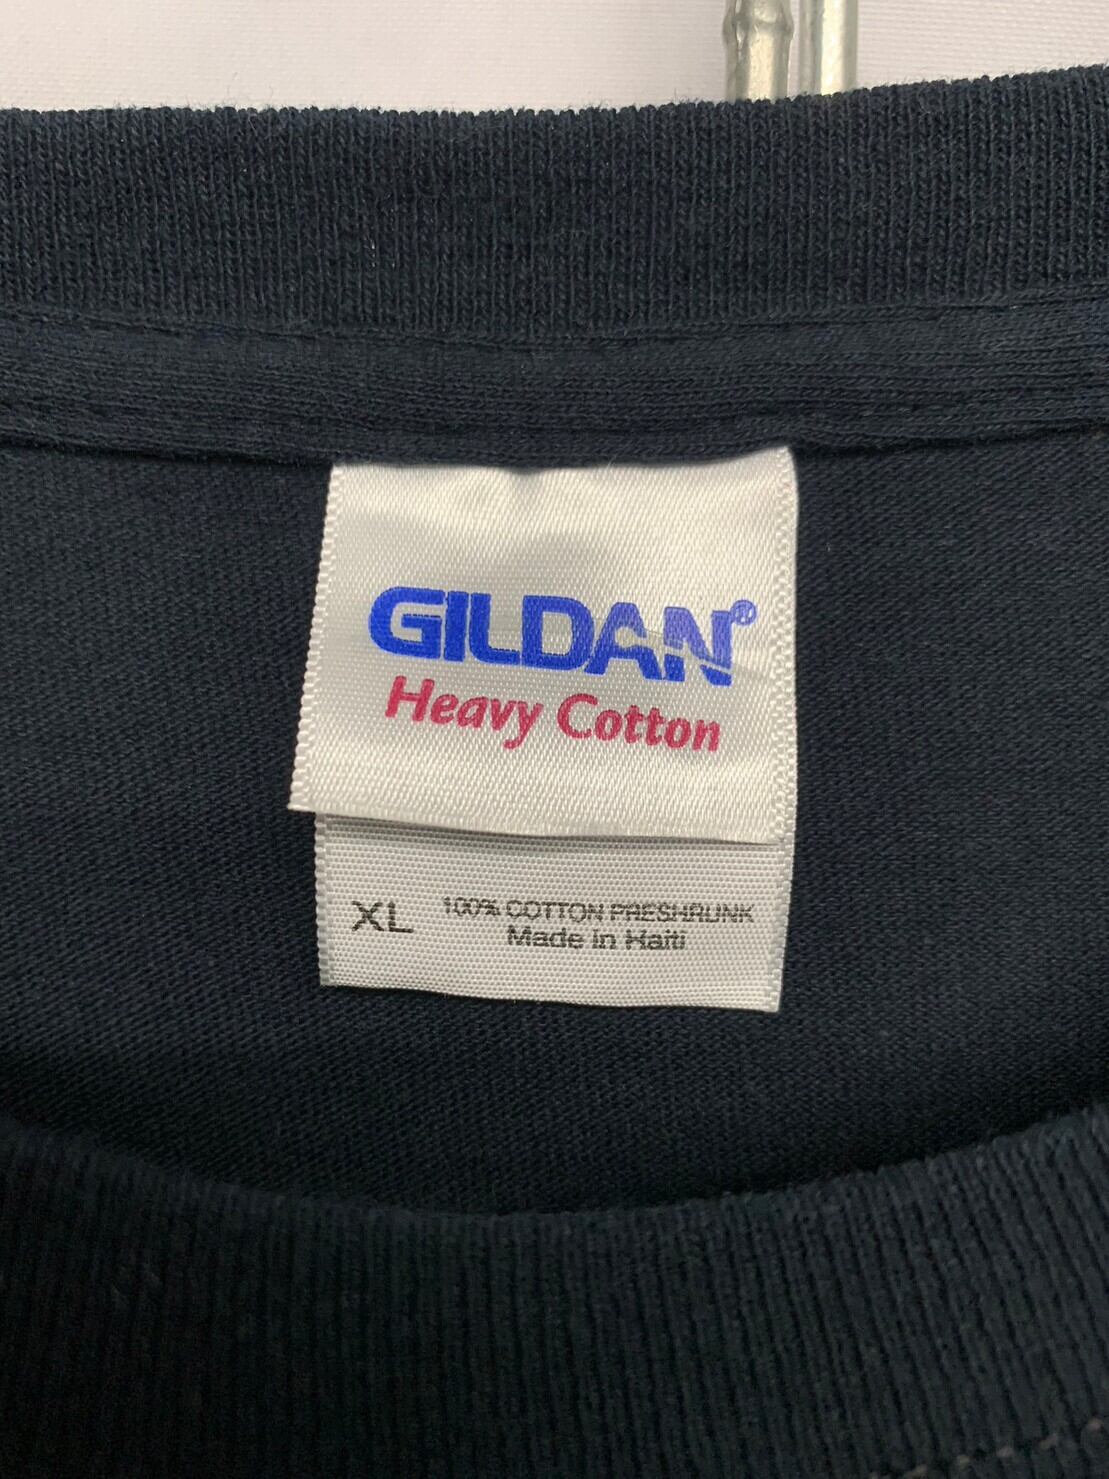 GILDAN®
Heavy Cotton
XL
100% COTTON PRESHRUNK
Made in Haiti